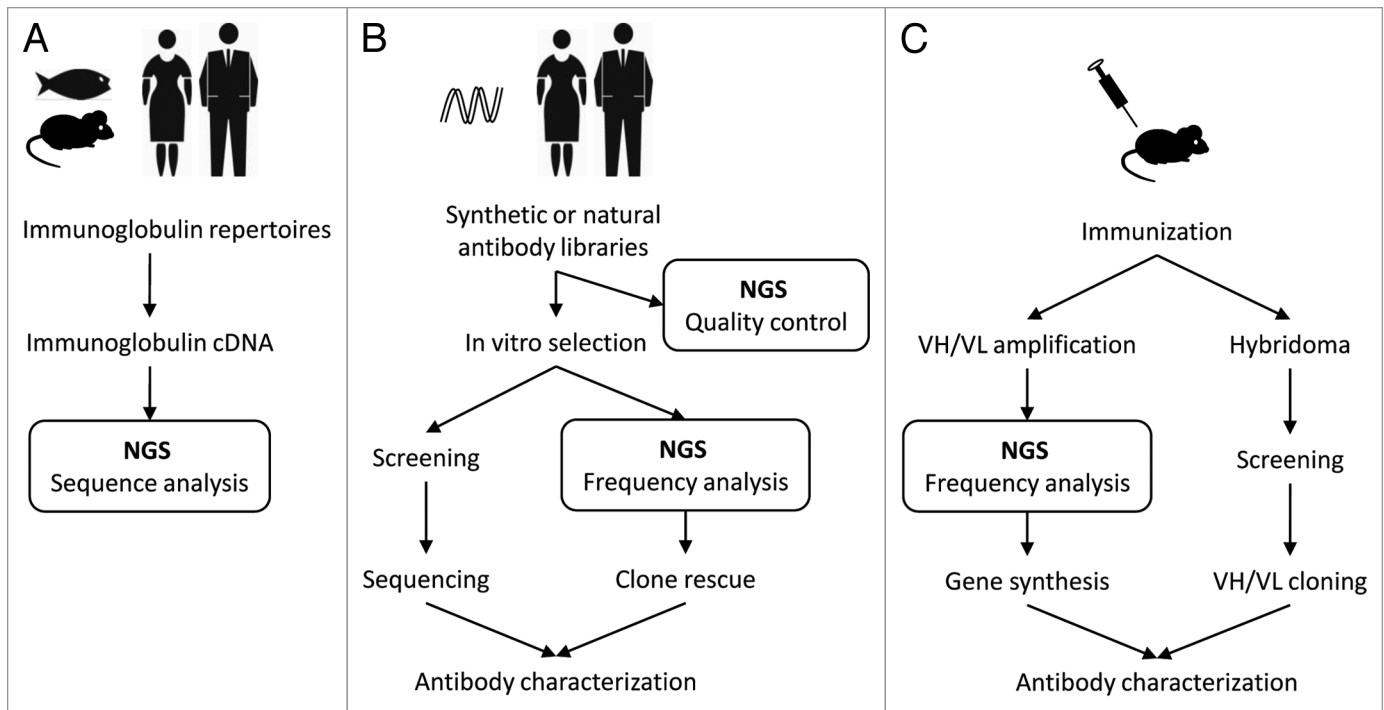 A
Immunoglobulin repertoires
Immunoglobulin cDNA
NGS
Sequence analysis
B
Synthetic or natural
antibody libraries
NGS
Quality control
In vitro selection
Screening
NGS
Frequency analysis
Sequencing
Clone rescue
Antibody characterization
C
Immunization
VH/VL amplification
Hybridoma
NGS
Frequency analysis
Screening
Gene synthesis
VH/VL cloning
Antibody characterization